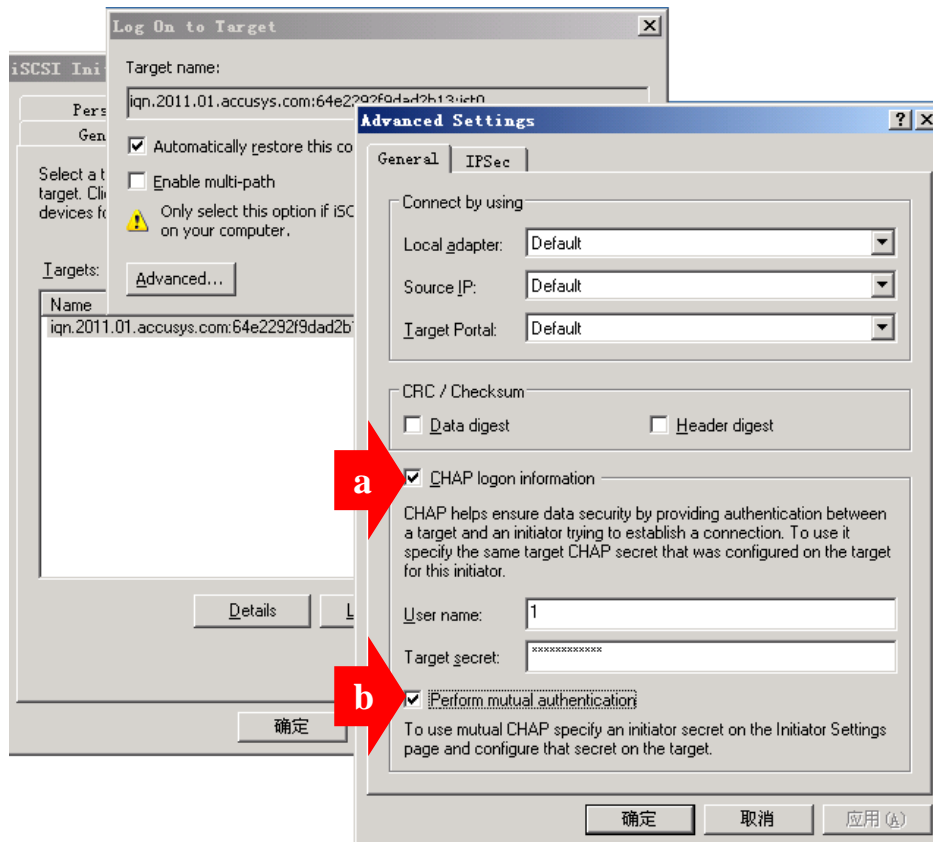 Log On to Target
Target name:
iqn.2011.01.accusys.com:64e2292f9dad2b13:ist0
Automatically restore this co
Enable multi-path
Only select this option if iSC
on your computer.
Advanced...
iSCSI Ini
Pers
Gen
Select a t
target. Cli
devices fo
Targets:
Name
iqn.2011.01.accusys.com:64e2292f9dad2b
Details
L
确定
Advanced Settings
General IPSec
Connect by using
Local adapter: Default
Source IP: Default
Target Portal: Default
CRC / Checksum
Data digest Header digest
a
CHAP logon information
CHAP helps ensure data security by providing authentication between
a target and an initiator trying to establish a connection. To use it
specify the same target CHAP secret that was configured on the target
for this initiator.
User name: 1
Target secret: ************
b
Perform mutual authentication
To use mutual CHAP specify an initiator secret on the Initiator Settings
page and configure that secret on the target.
确定 取消 应用(A)